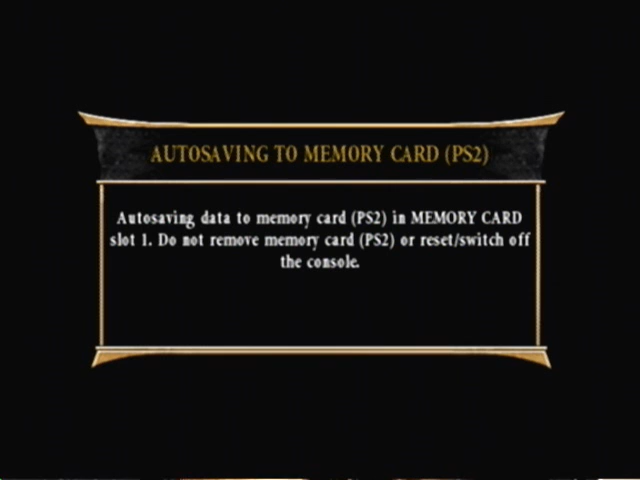 AUTOSAVING TO MEMORY CARD (PS2)
Autosaving data to memory card (PS2) in MEMORY CARD
slot 1. Do not remove memory card (PS2) or reset/switch off
the console.